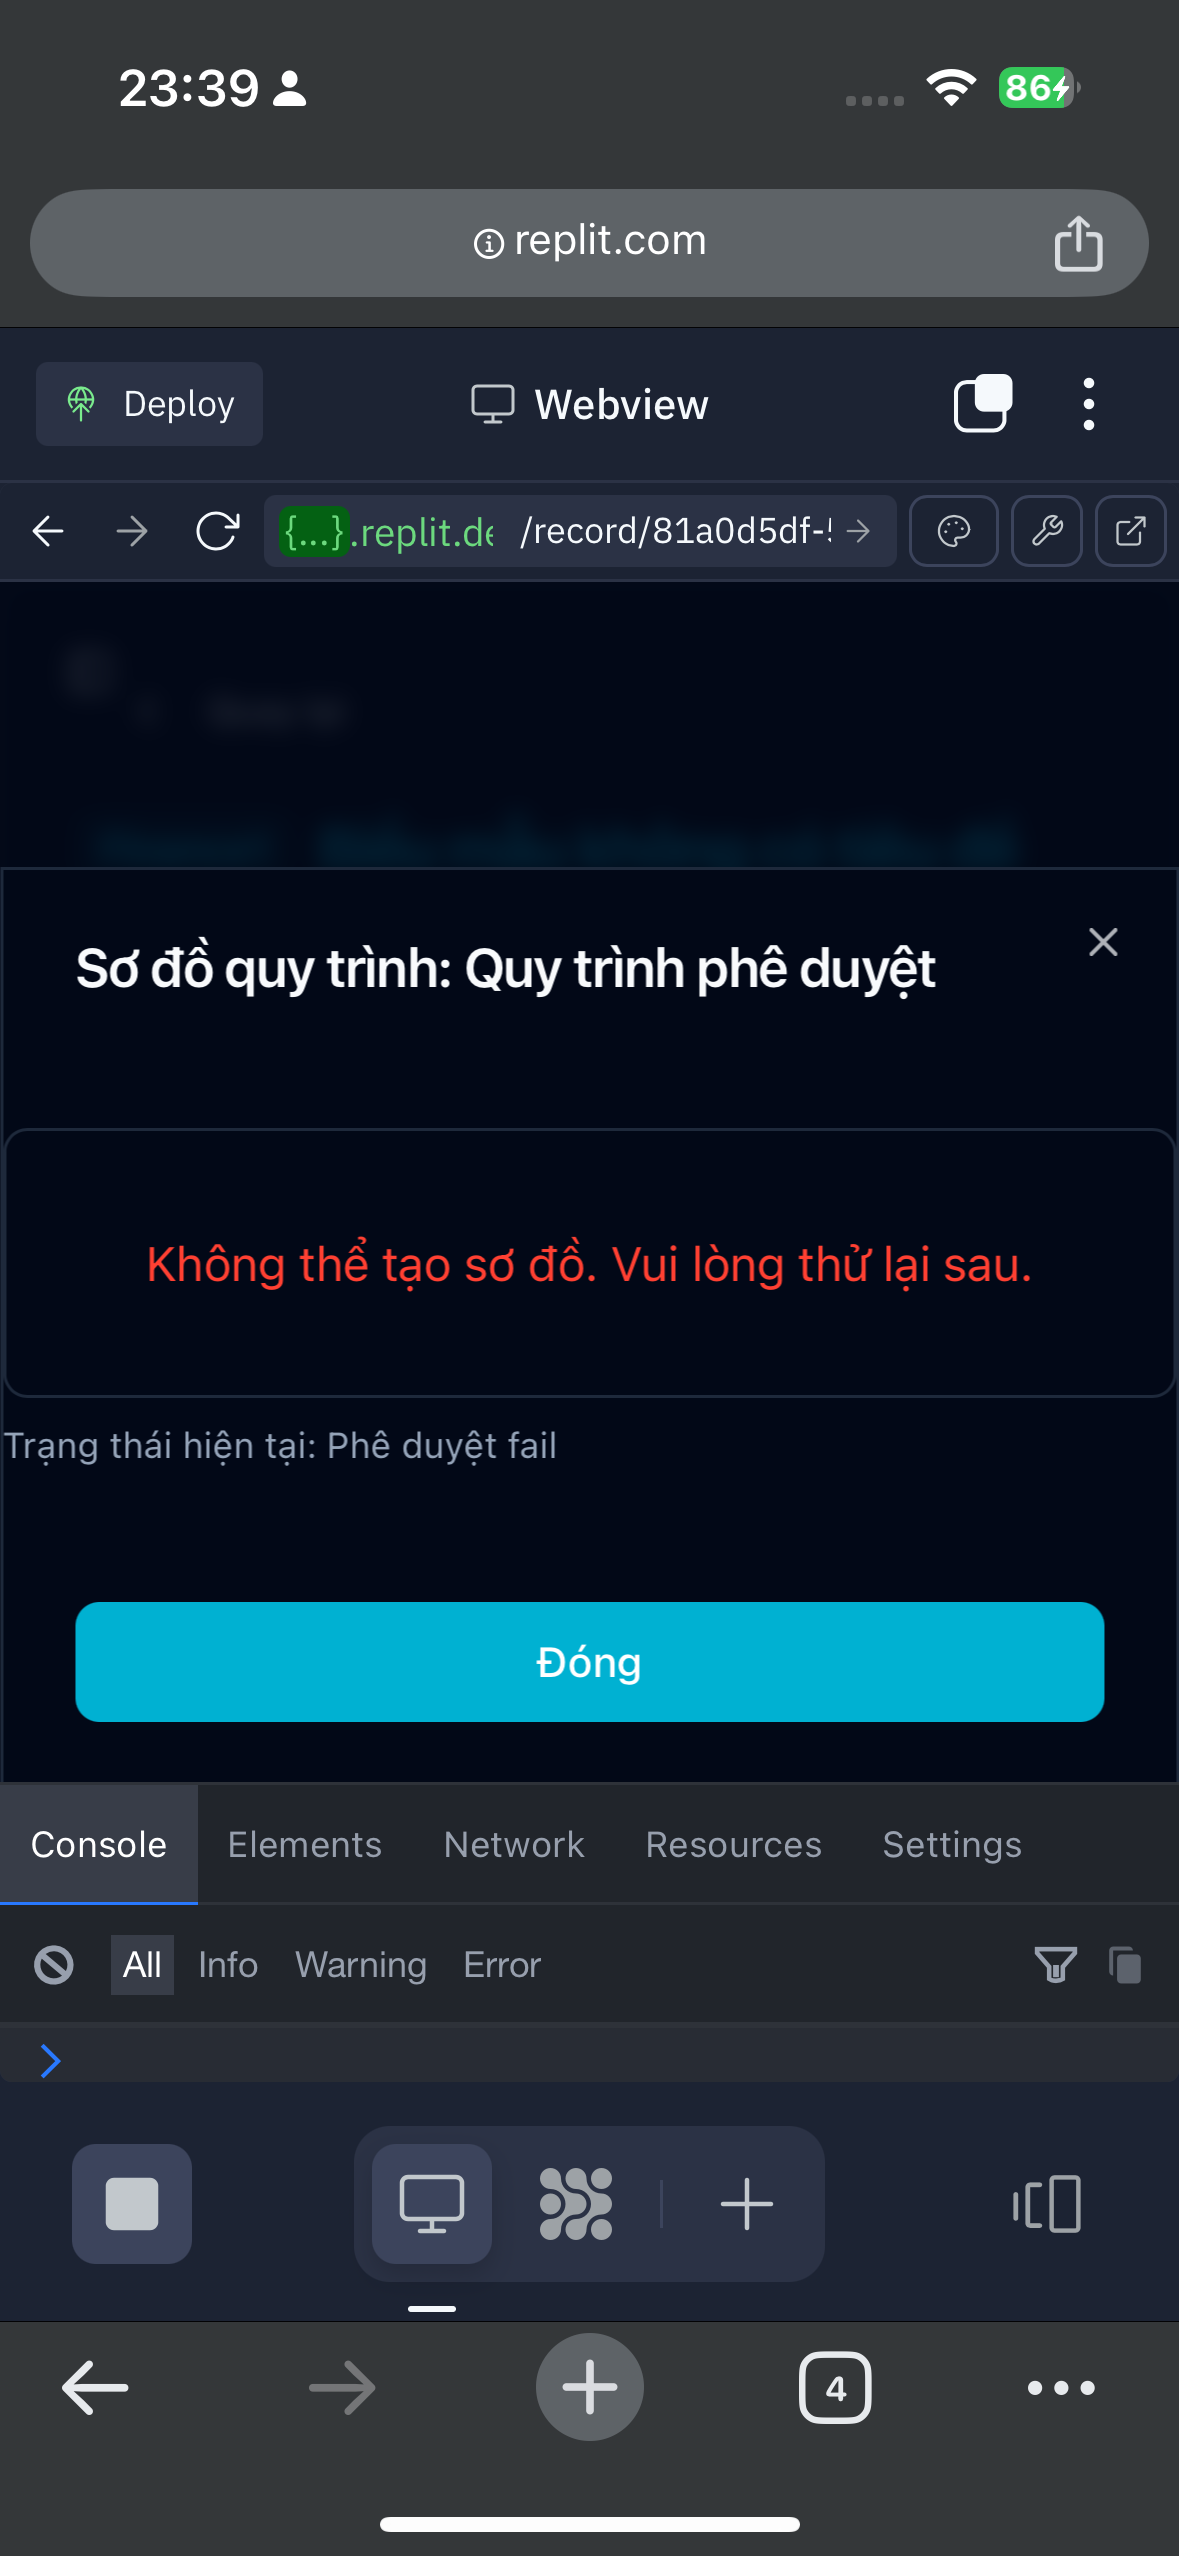 23:39
86
replit.com
Deploy
Webview
{...}.replit.de
/record/81a0d5df-
Sơ đồ quy trình: Quy trình phê duyệt
Không thể tạo sơ đồ. Vui lòng thử lại sau.
Trạng thái hiện tại: Phê duyệt fail
Đóng
Console Elements Network Resources Settings
All Info Warning Error
4